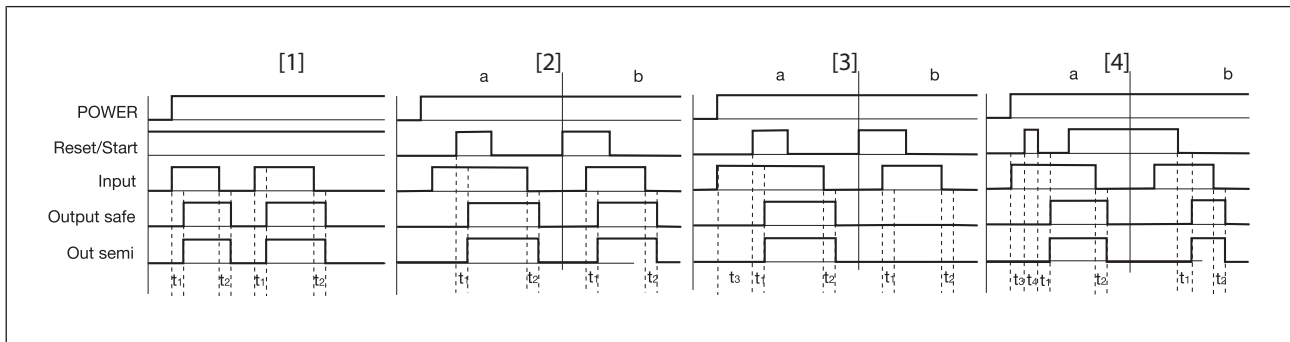 [1] [2] [3] [4]
a b a b a b
POWER
Reset/Start
Input
Output safe
Out semi
t1 t2 t1 t2 t1 t2 t2 t3 t1 t2 t1 t2 t3 t4 t1 t2 t1 t2